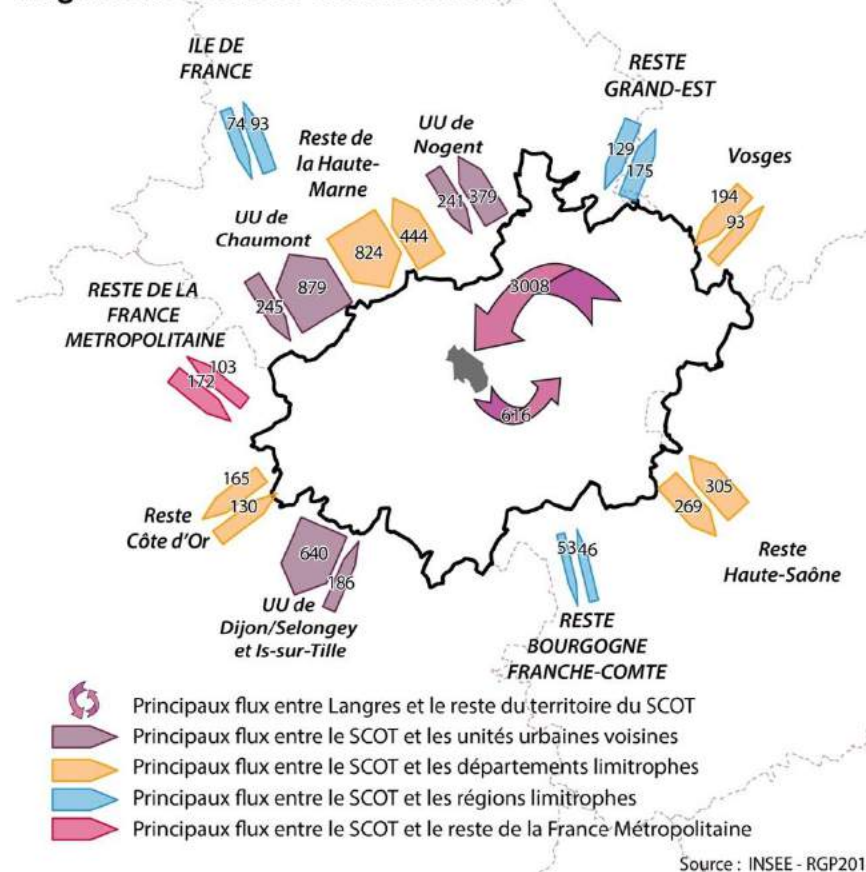 ILE DE
FRANCE
74 93
RESTE
GRAND-EST
129
175
Reste de
la Haute-
Marne
824
444
UU de
Nogent
241 379
Vosges
194
93
UU de
Chaumont
245
879
RESTE DE LA
FRANCE
METROPOLITAINE
103
172
3008
616
165
130
Reste
Côte d'Or
640
186
UU de
Dijon/Selongey
et Is-sur-Tille
53 46
RESTE
BOURGOGNE
FRANCHE-COMTE
305
269
Reste
Haute-Saône
Principaux flux entre Langres et le reste du territoire du SCOT
Principaux flux entre le SCOT et les unités urbaines voisines
Principaux flux entre le SCOT et les départements limitrophes
Principaux flux entre le SCOT et les régions limitrophes
Principaux flux entre le SCOT et le reste de la France Métropolitaine
Source : INSEE - RGP201